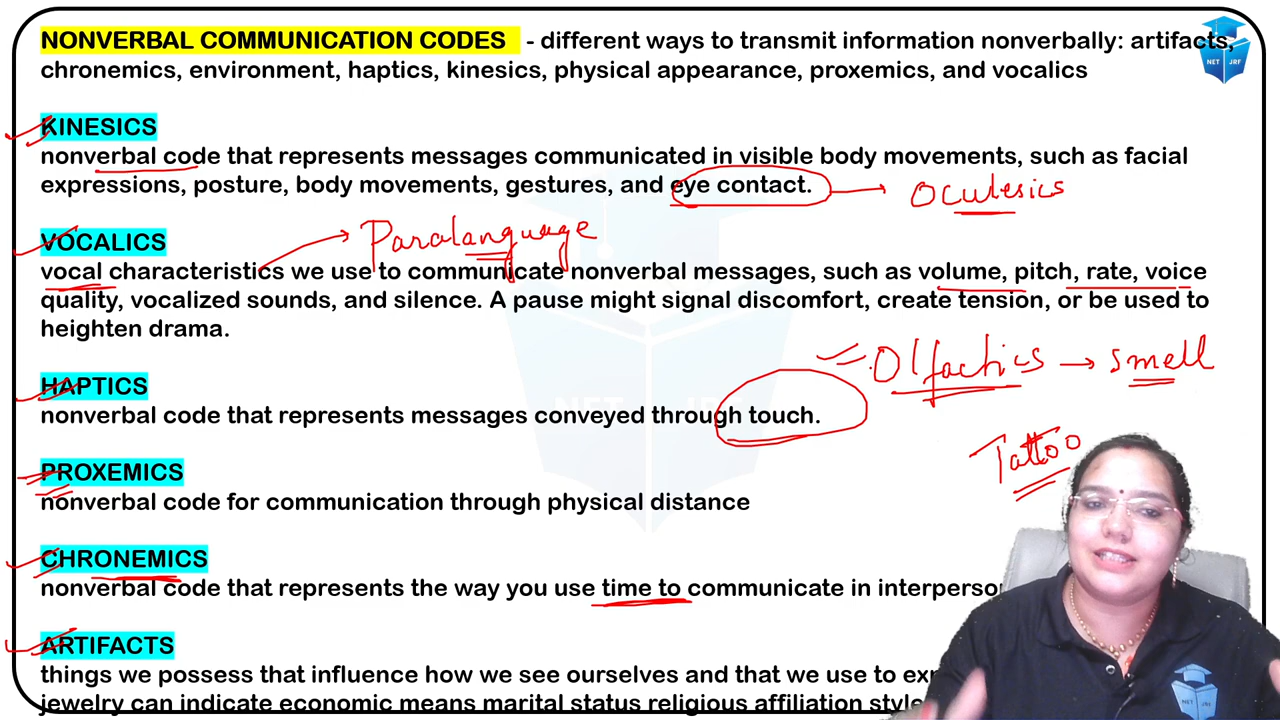 NONVERBAL COMMUNICATION CODES - different ways to transmit information nonverbally: artifacts,
chronemics, environment, haptics, kinesics, physical appearance, proxemics, and vocalics
NET JRF
KINESICS
nonverbal code that represents messages communicated in visible body movements, such as facial
expressions, posture, body movements, gestures, and eye contact. → Oculesics
VOCALICS → Paralanguage
vocal characteristics we use to communicate nonverbal messages, such as volume, pitch, rate, voice
quality, vocalized sounds, and silence. A pause might signal discomfort, create tension, or be used to
heighten drama.
Olfactics → smell
HAPTICS
nonverbal code that represents messages conveyed through touch.
NET JRF
Tattoo
PROXEMICS
nonverbal code for communication through physical distance
CHRONEMICS
nonverbal code that represents the way you use time to communicate in
ARTIFACTS
things we possess that influence how we see ourselves and that we use to
jewelry can indicate economic means marital status religious affiliation style
NET JRF